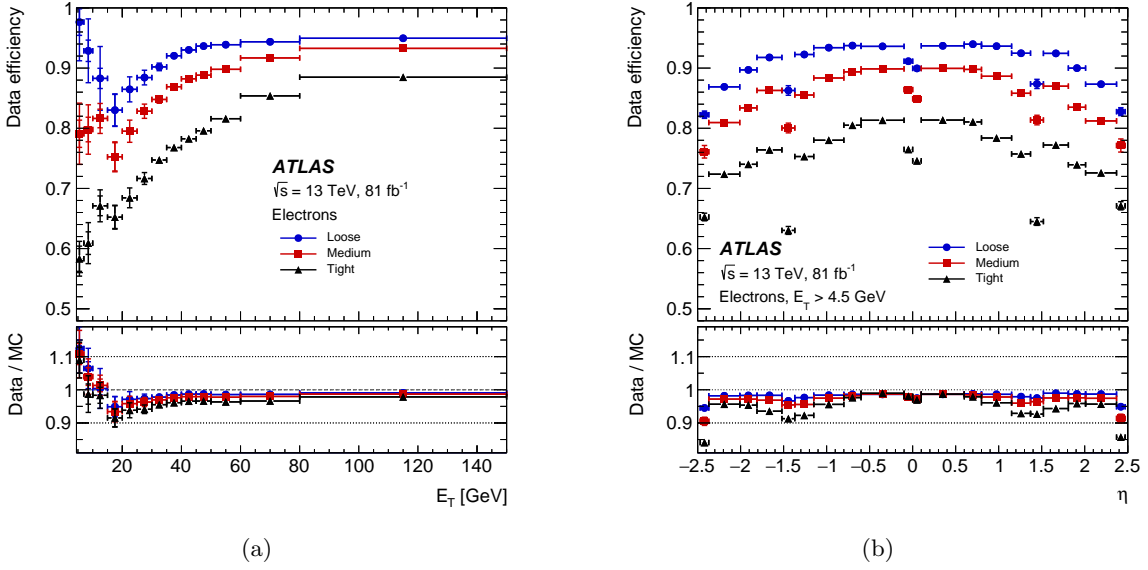 Data efficiency
1
0.9
0.8
0.7
0.6
0.5
ATLAS
√s = 13 TeV, 81 fb⁻¹
Electrons
Loose
Medium
Tight
Data / MC
1.1
1
0.9
20 40 60 80 100 120 140
E_T [GeV]
(a)
Data efficiency
1
0.9
0.8
0.7
0.6
0.5
Loose
Medium
Tight
ATLAS
√s = 13 TeV, 81 fb⁻¹
Electrons, E_T > 4.5 GeV
Data / MC
1.1
1
0.9
−2.5 −2 −1.5 −1 −0.5 0 0.5 1 1.5 2 2.5
η
(b)